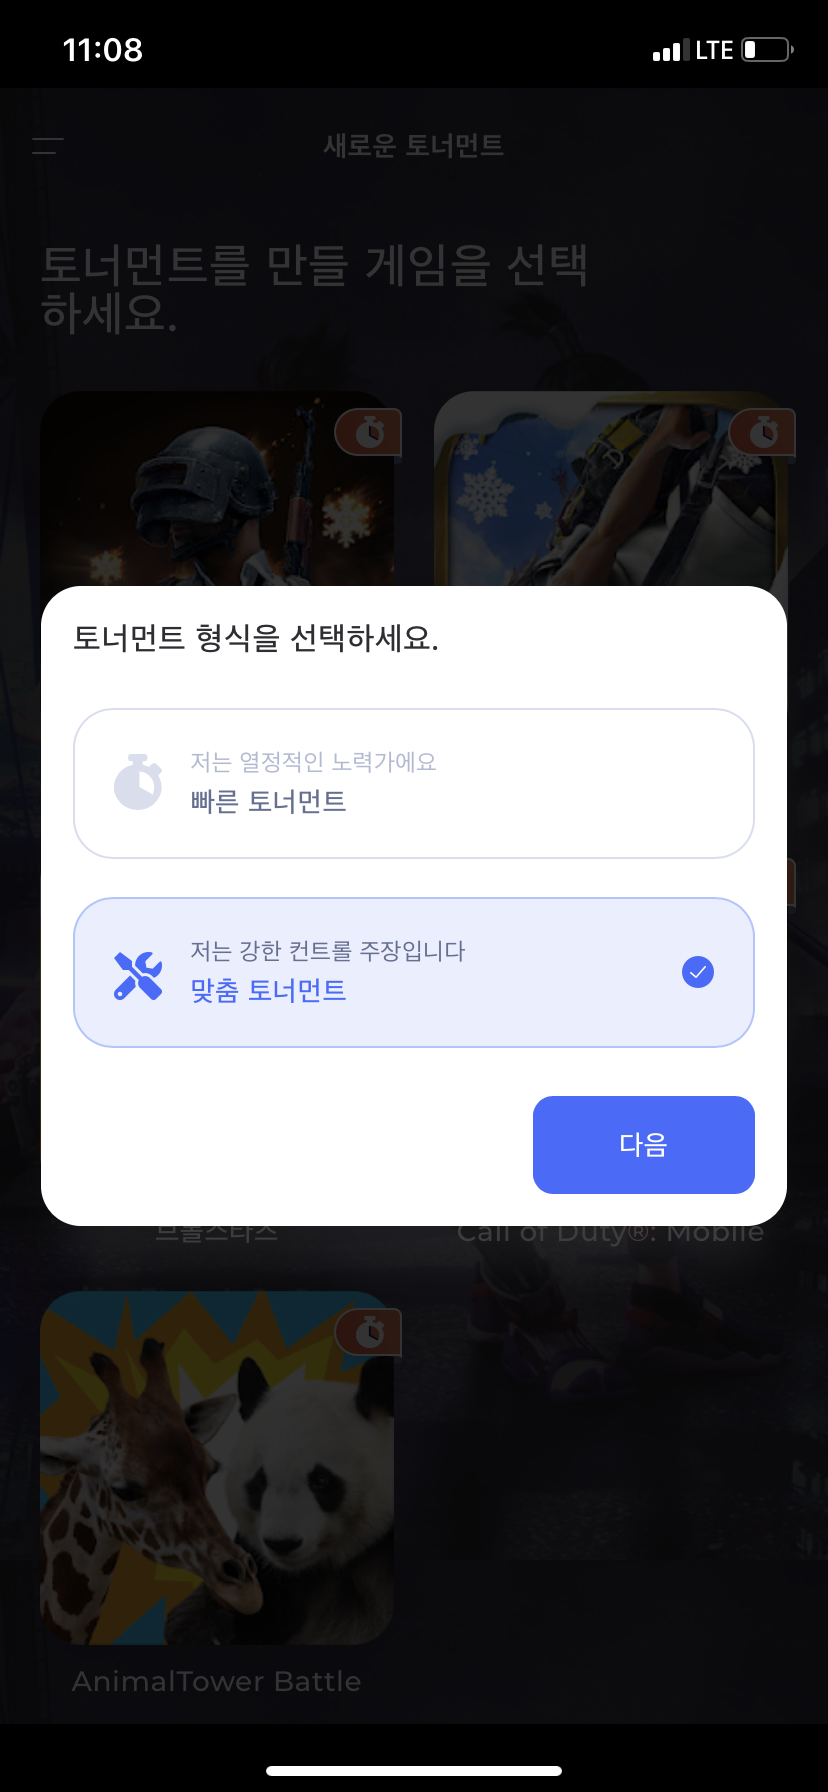 11:08
LTE
새로운 토너먼트
토너먼트를 만들 게임을 선택
하세요.
토너먼트 형식을 선택하세요.
저는 열정적인 노력가에요
빠른 토너먼트
저는 강한 컨트롤 주장입니다
맞춤 토너먼트
다음
브롤스타즈
Call of Duty®: Mobile
AnimalTower Battle